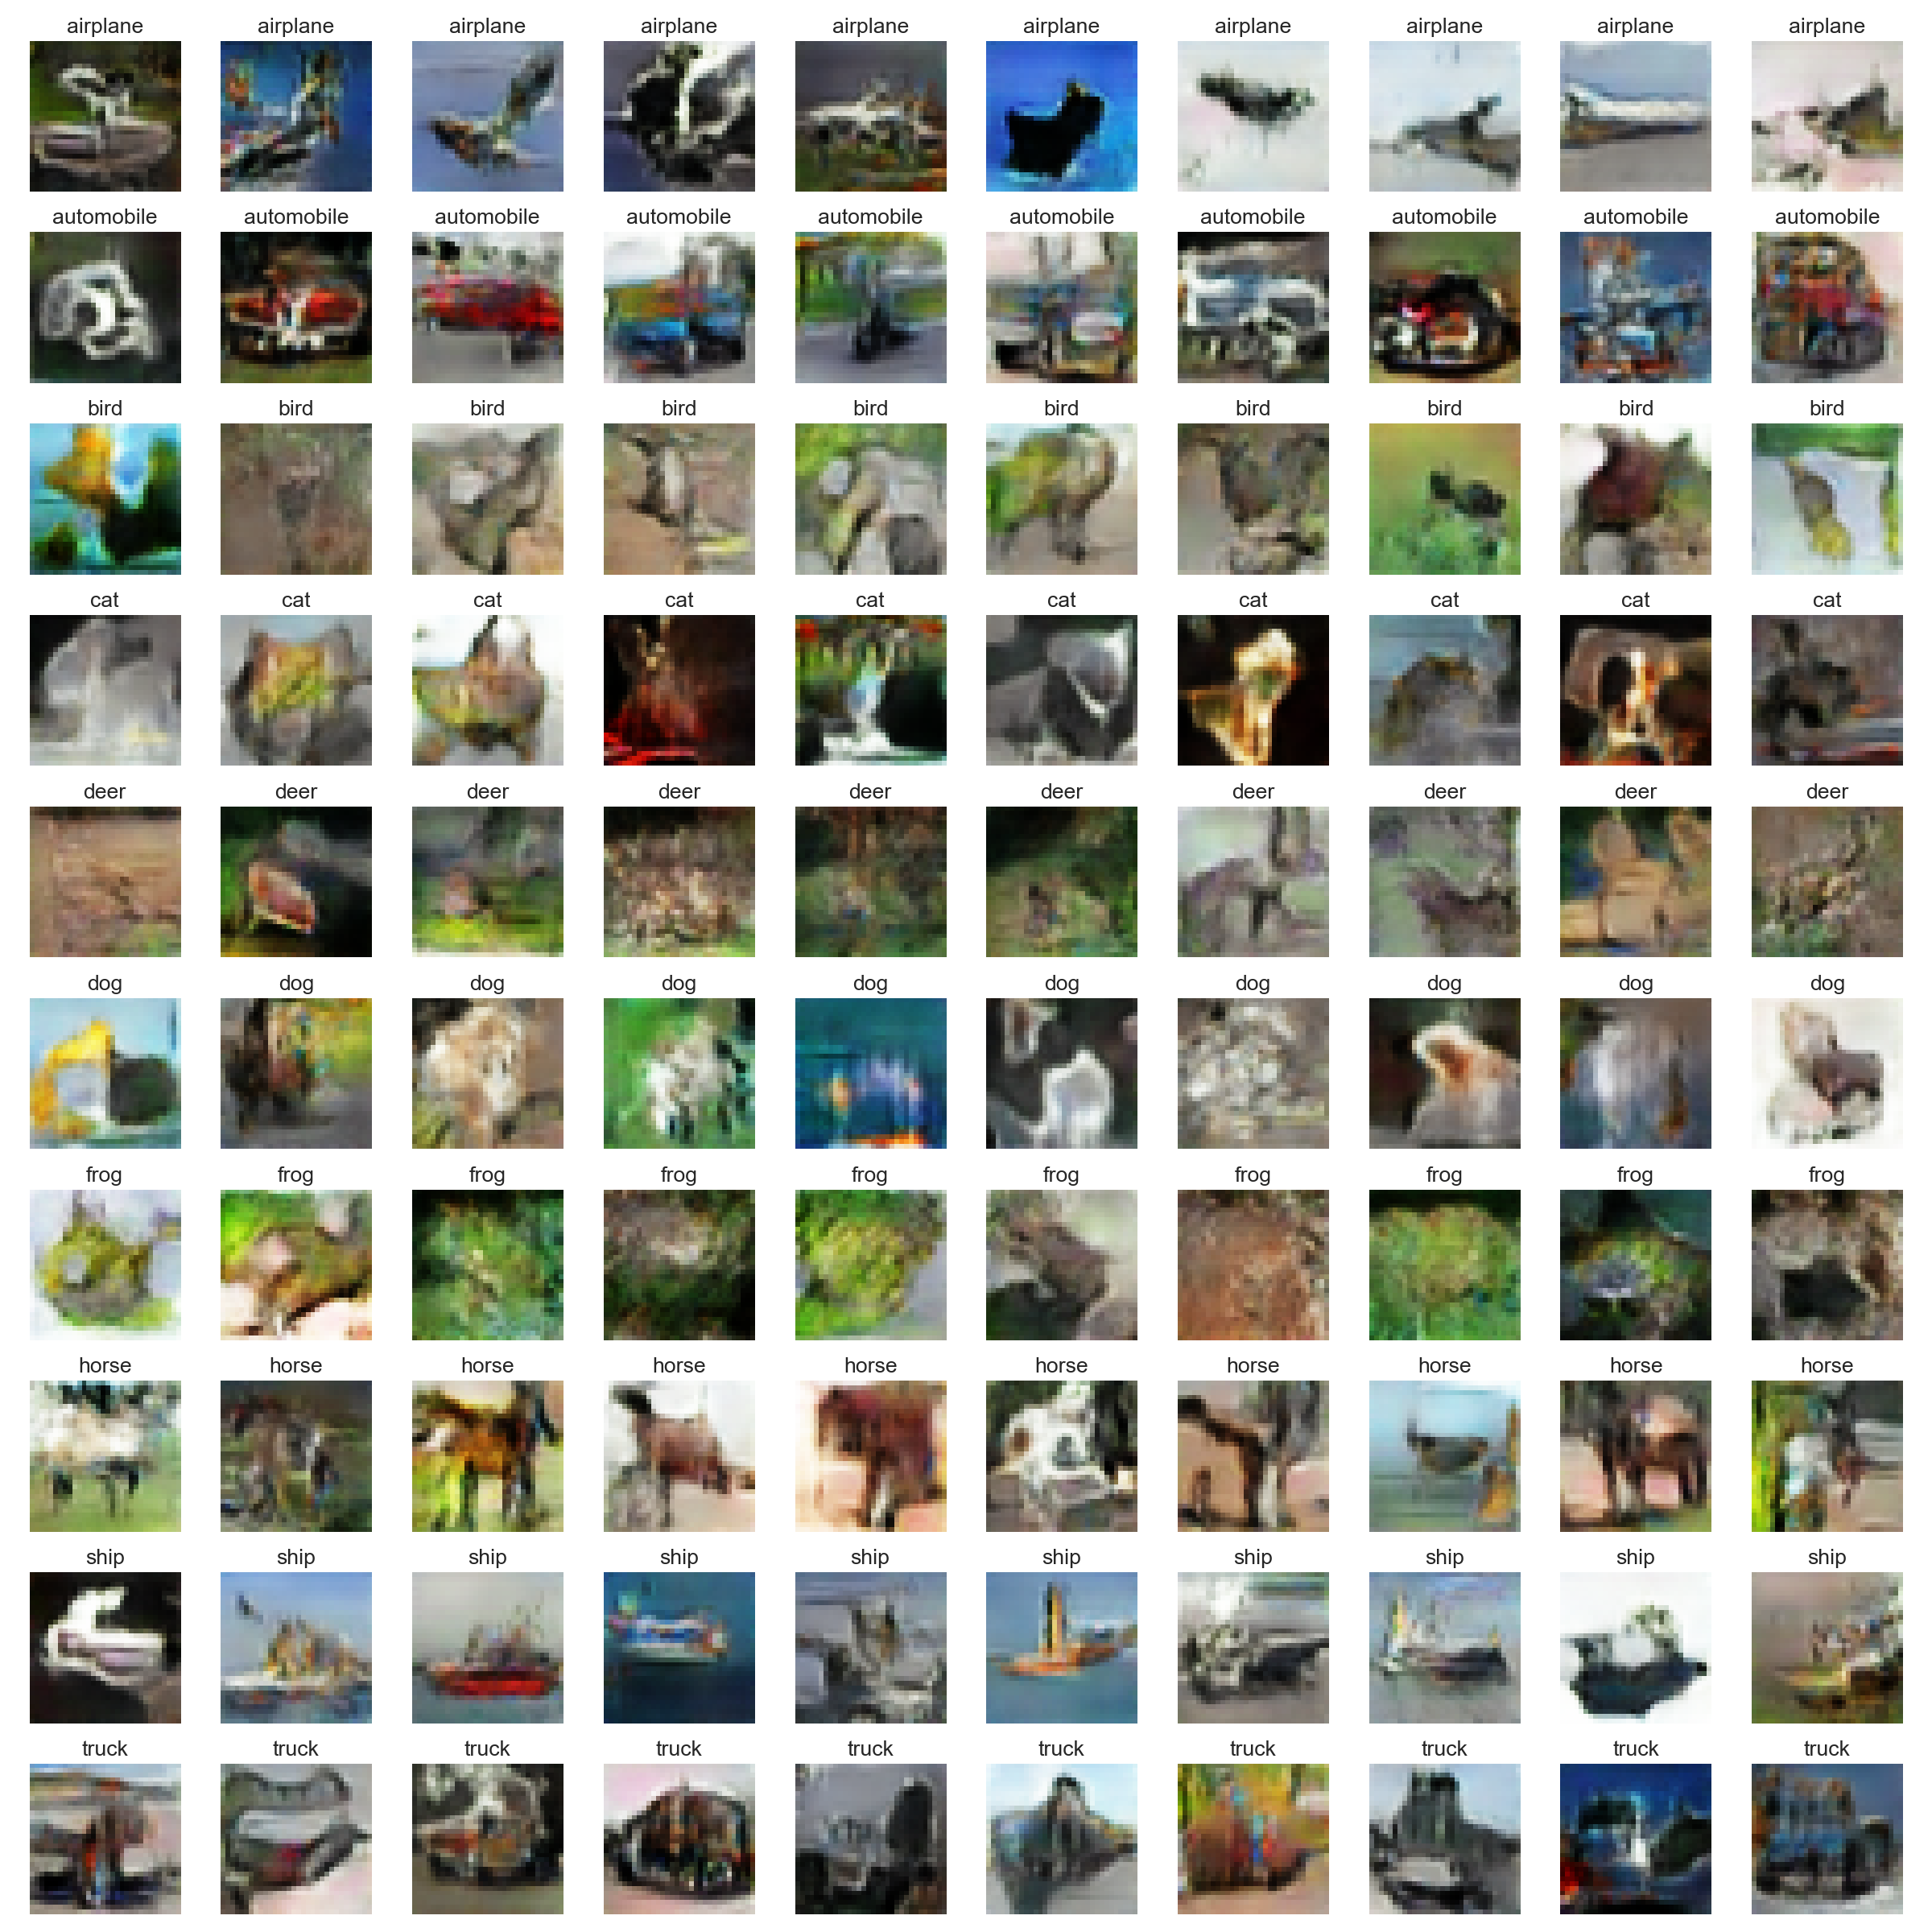 airplane airplane airplane airplane airplane airplane airplane airplane airplane airplane
automobile automobile automobile automobile automobile automobile automobile automobile automobile automobile
bird bird bird bird bird bird bird bird bird bird
cat cat cat cat cat cat cat cat cat cat
deer deer deer deer deer deer deer deer deer deer
dog dog dog dog dog dog dog dog dog dog
frog frog frog frog frog frog frog frog frog frog
horse horse horse horse horse horse horse horse horse horse
ship ship ship ship ship ship ship ship ship ship
truck truck truck truck truck truck truck truck truck truck